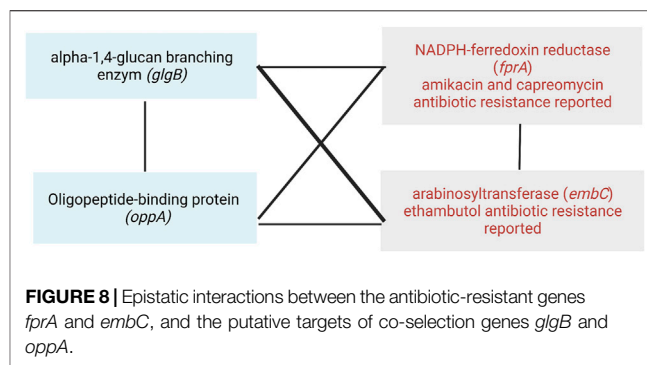 alpha-1,4-glucan branching
enzym (glgB)
NADPH-ferredoxin reductase
(fprA)
amikacin and capreomycin
antibiotic resistance reported
Oligopeptide-binding protein
(oppA)
arabinosyltransferase (embC)
ethambutol antibiotic resistance
reported
FIGURE 8 | Epistatic interactions between the antibiotic-resistant genes
fprA and embC, and the putative targets of co-selection genes glgB and
oppA.